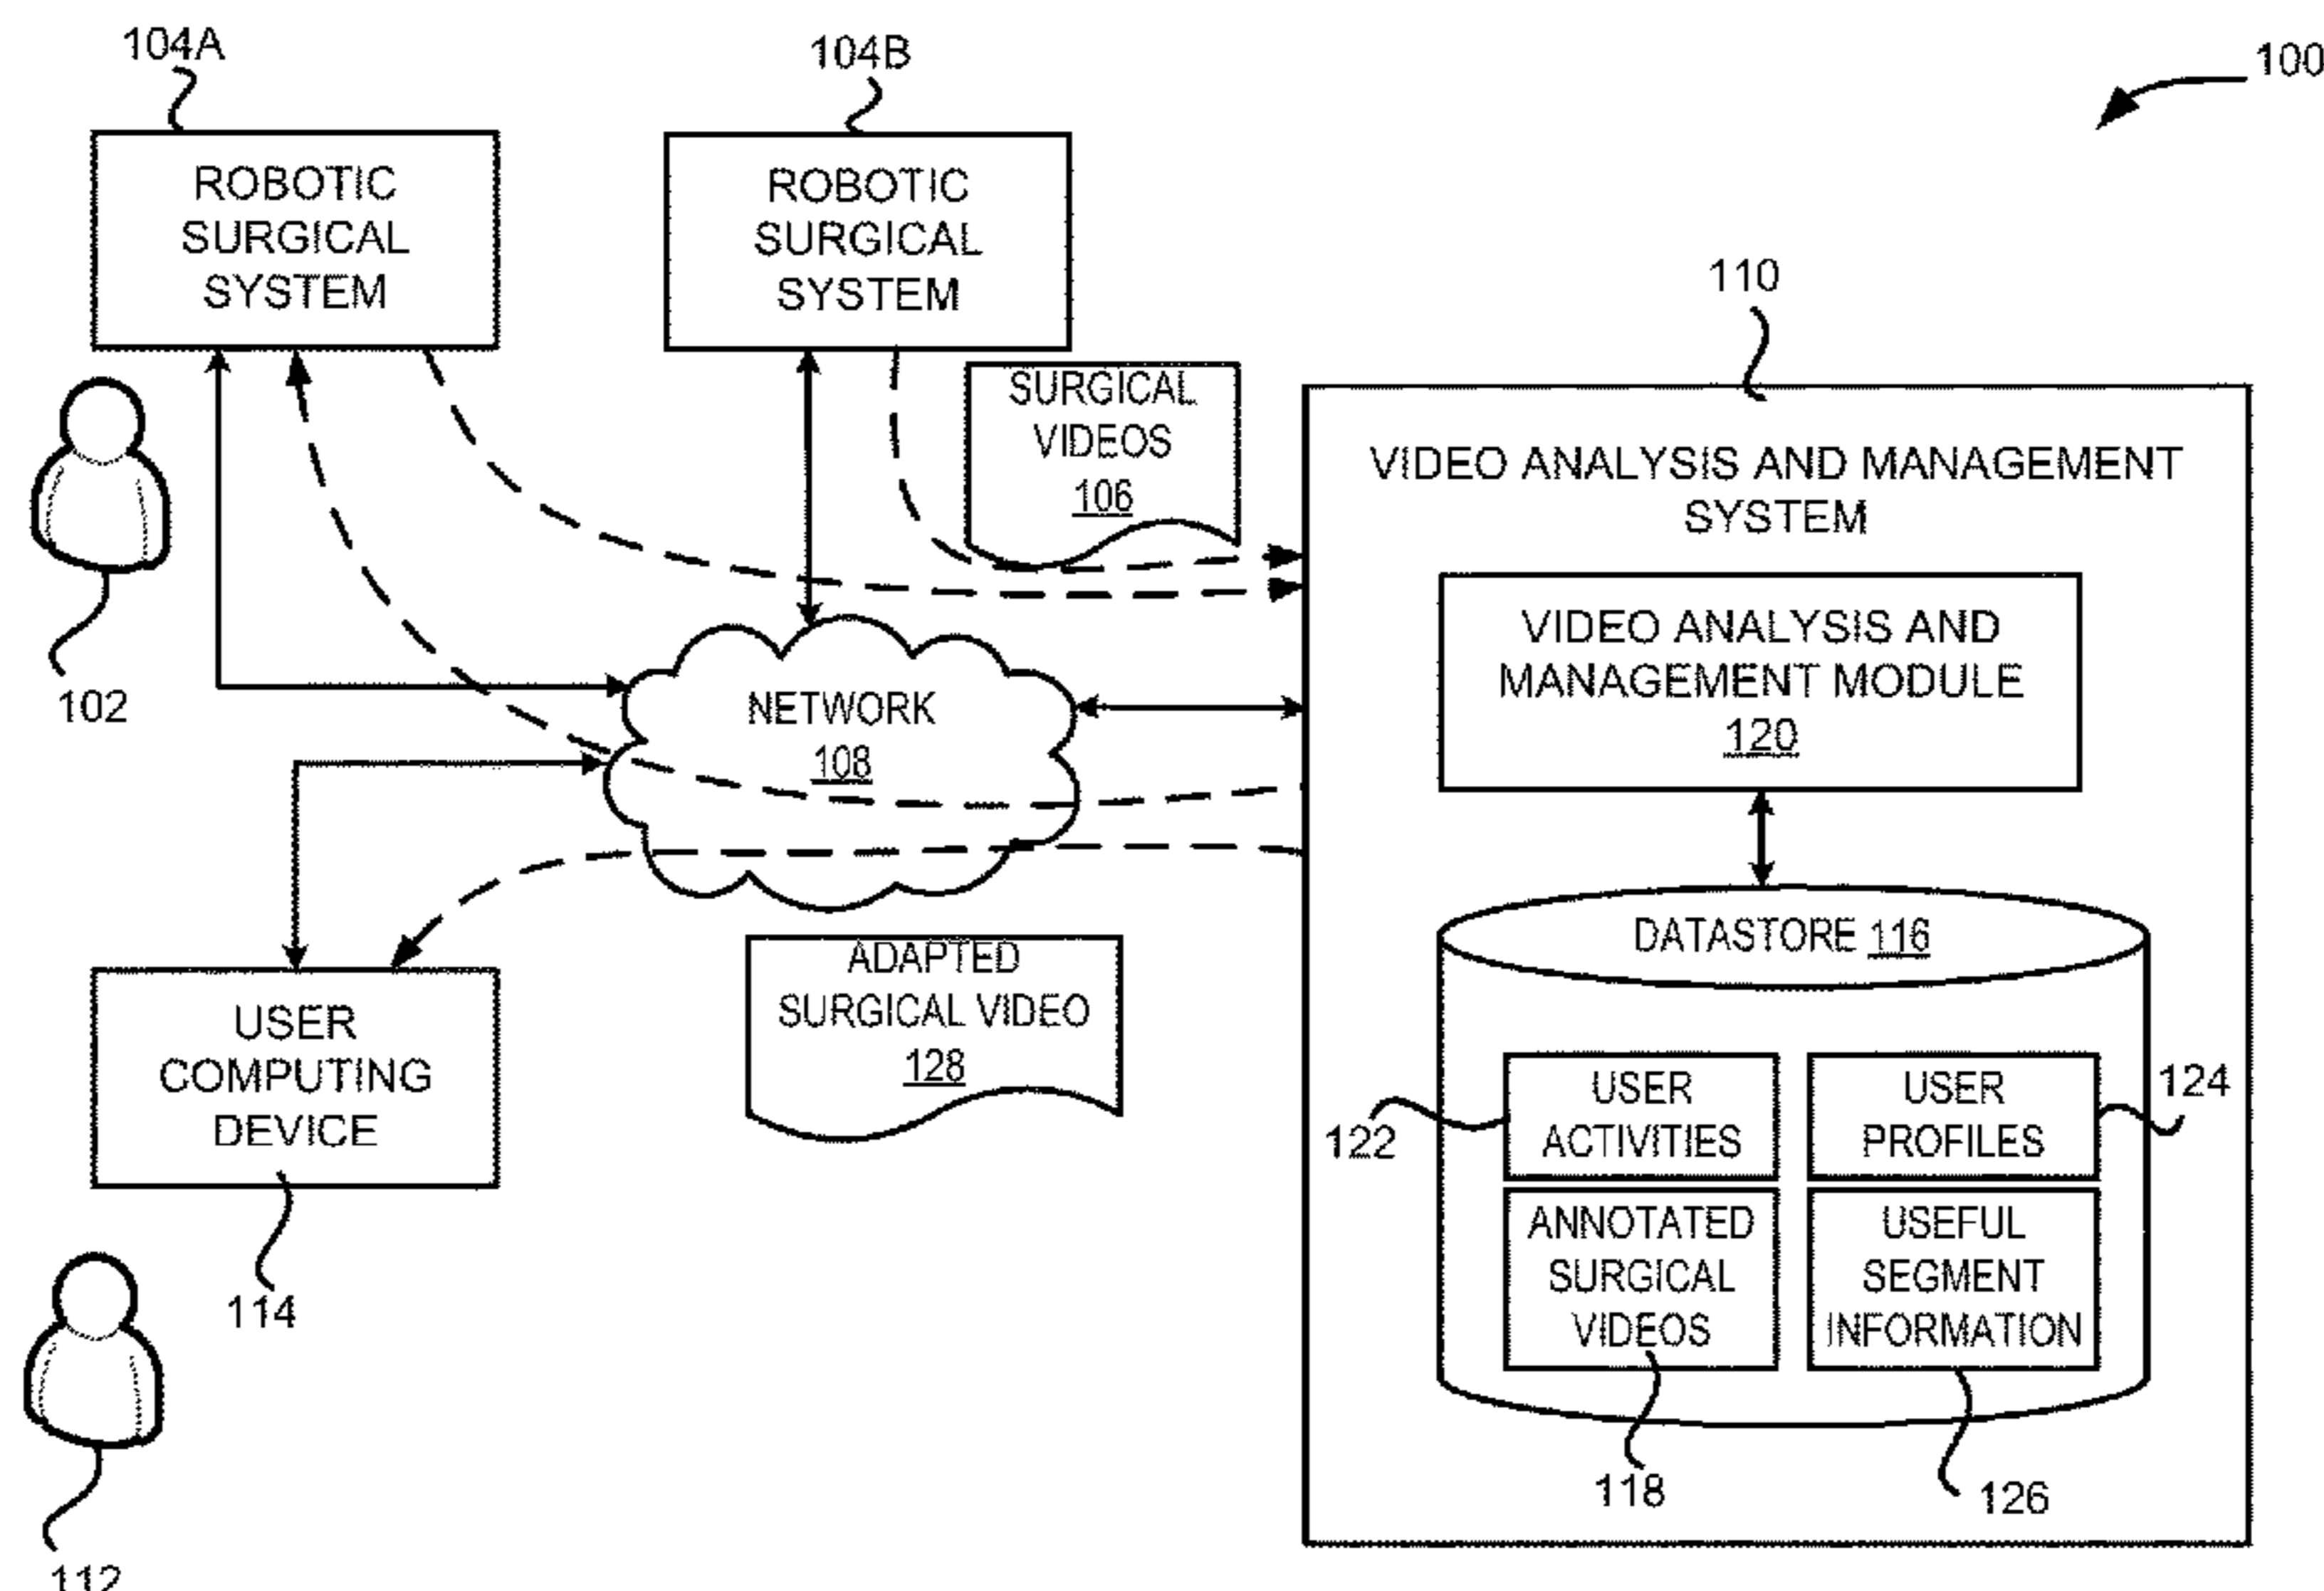 104A
104B
100
ROBOTIC
SURGICAL
SYSTEM
ROBOTIC
SURGICAL
SYSTEM
110
SURGICAL
VIDEOS
106
VIDEO ANALYSIS AND MANAGEMENT
SYSTEM
VIDEO ANALYSIS AND
MANAGEMENT MODULE
120
102
NETWORK
108
DATASTORE 116
ADAPTED
SURGICAL VIDEO
128
USER
COMPUTING
DEVICE
USER
ACTIVITIES
USER
PROFILES
124
122
ANNOTATED
SURGICAL
VIDEOS
USEFUL
SEGMENT
INFORMATION
114
118
126
112